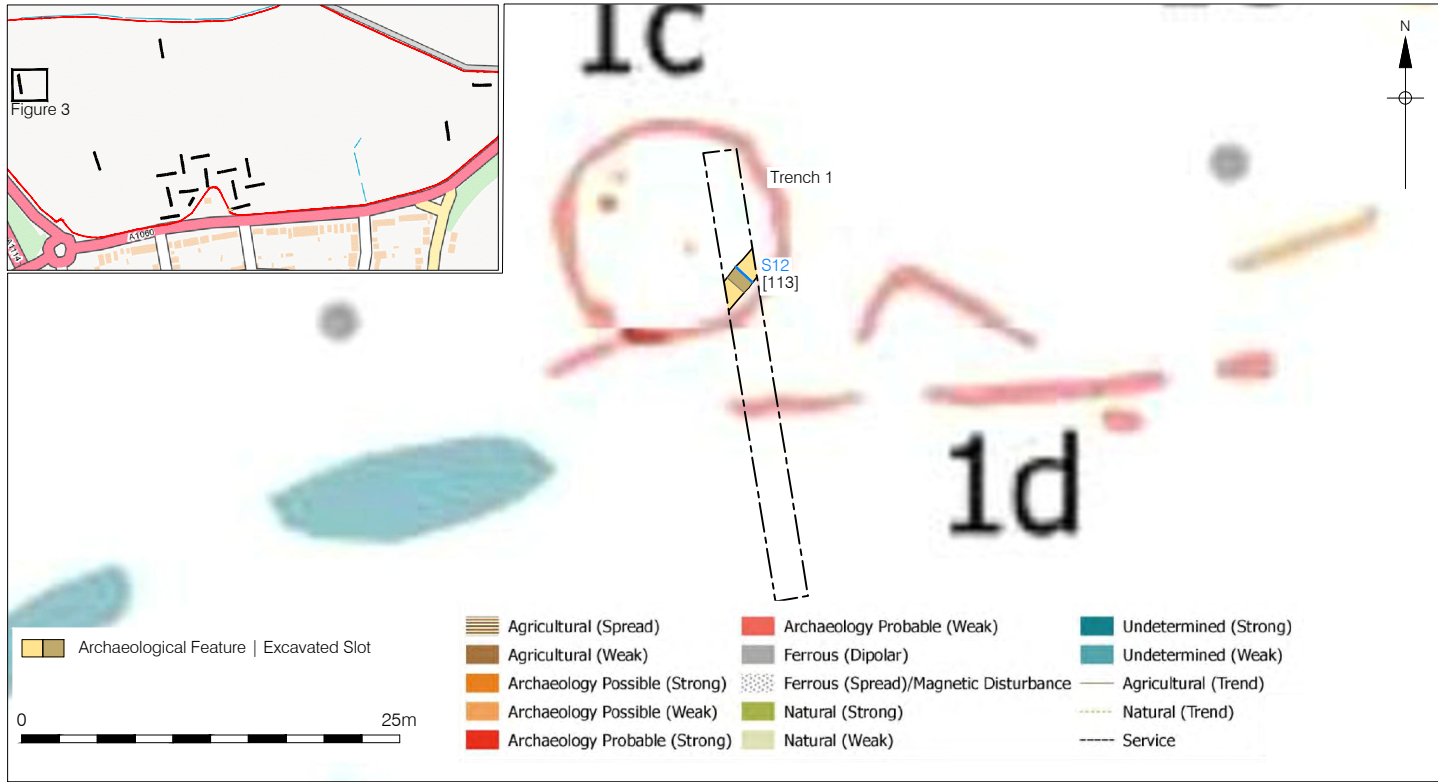 Figure 3
A1060
A1114
1c
N
Trench 1
S12
[113]
1d
Archaeological Feature | Excavated Slot
0 25m
Agricultural (Spread)
Agricultural (Weak)
Archaeology Possible (Strong)
Archaeology Possible (Weak)
Archaeology Probable (Strong)
Archaeology Probable (Weak)
Ferrous (Dipolar)
Ferrous (Spread)/Magnetic Disturbance
Natural (Strong)
Natural (Weak)
Undetermined (Strong)
Undetermined (Weak)
Agricultural (Trend)
Natural (Trend)
Service